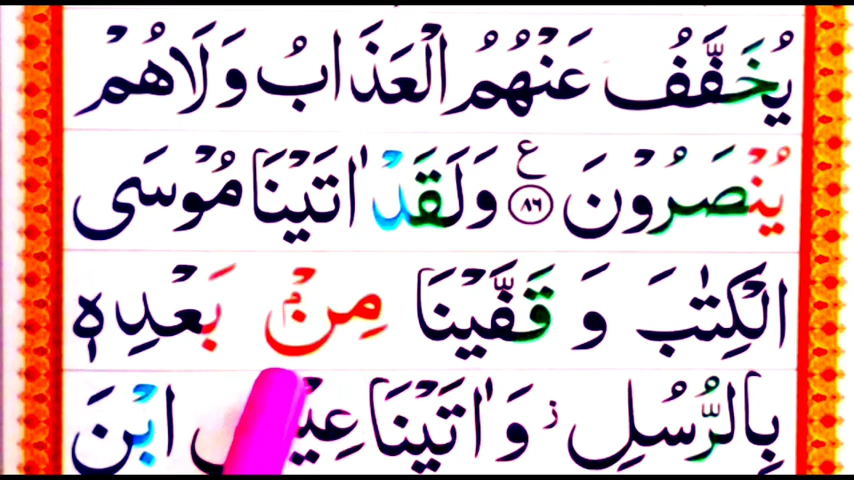 يُخَفَّفُ عَنْهُمُ الْعَذَابُ وَلَا هُمْ
يُنْصَرُوْنَ ۝٨٦ ع وَلَقَدْ اٰتَيْنَا مُوْسَى
الْكِتٰبَ وَ قَفَّيْنَا مِنْۢ بَعْدِهٖ
بِالرُّسُلِ ز وَاٰتَيْنَا ابْنَ